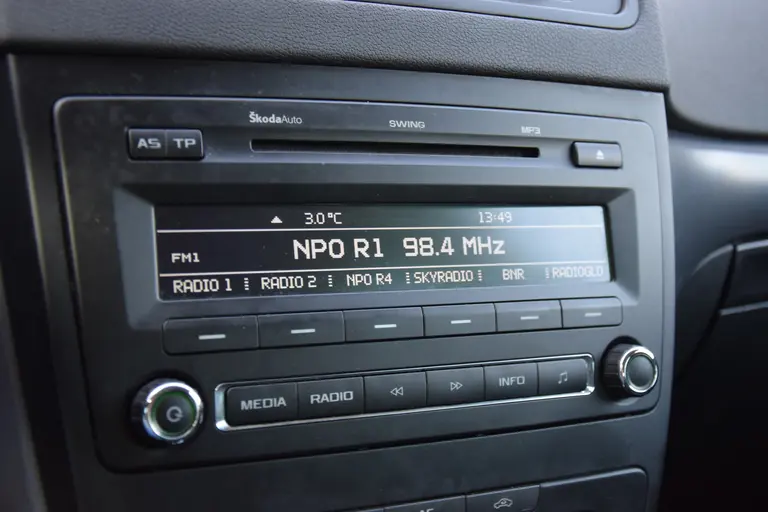 ŠkodaAuto SWING MP3
AS TP
3.0°C 13:49
FM1 NPO R1 98.4 MHz
RADIO 1 RADIO 2 NPO R4 SKYRADIO BNR RADIOGLD
MEDIA RADIO INFO